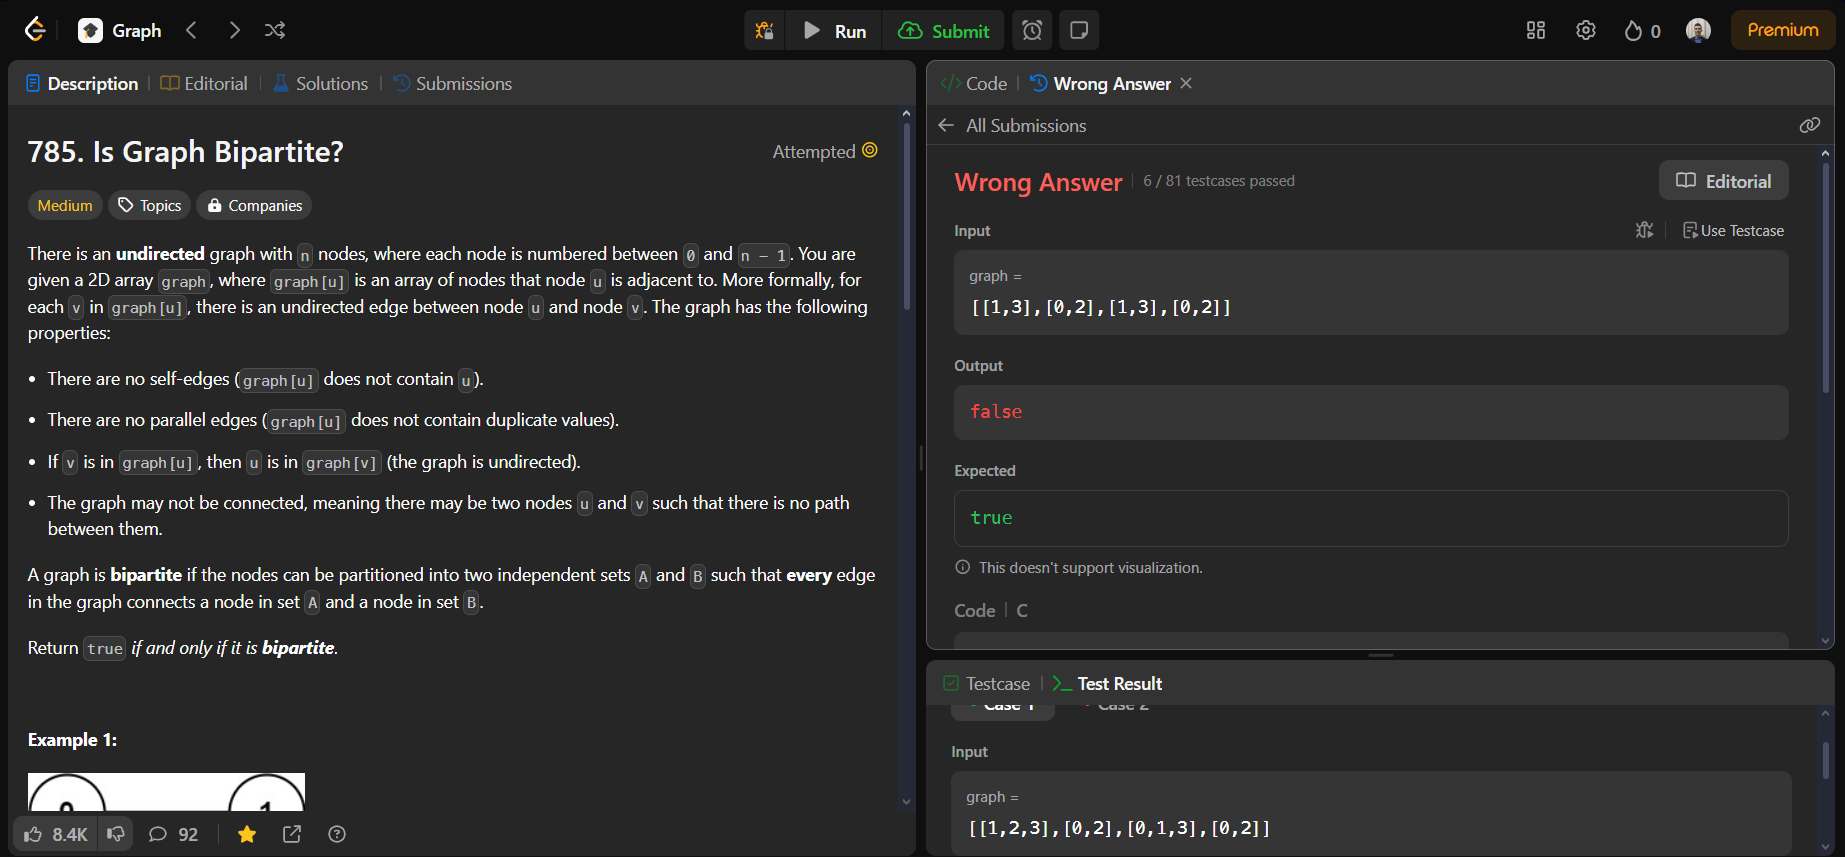 Graph
Run
Submit
0
Premium
Description
Editorial
Solutions
Submissions
785. Is Graph Bipartite?
Attempted
Medium
Topics
Companies
There is an undirected graph with n nodes, where each node is numbered between 0 and n - 1. You are
given a 2D array graph, where graph[u] is an array of nodes that node u is adjacent to. More formally, for
each v in graph[u], there is an undirected edge between node u and node v. The graph has the following
properties:
• There are no self-edges (graph[u] does not contain u).
• There are no parallel edges (graph[u] does not contain duplicate values).
• If v is in graph[u], then u is in graph[v] (the graph is undirected).
• The graph may not be connected, meaning there may be two nodes u and v such that there is no path
between them.
A graph is bipartite if the nodes can be partitioned into two independent sets A and B such that every edge
in the graph connects a node in set A and a node in set B.
Return true if and only if it is bipartite.
Example 1:
0
1
8.4K
92
Code
Wrong Answer
All Submissions
Wrong Answer
6 / 81 testcases passed
Editorial
Input
Use Testcase
graph =
[[1,3],[0,2],[1,3],[0,2]]
Output
false
Expected
true
This doesn't support visualization.
Code
C
Testcase
Test Result
Case 1
Case 2
Input
graph =
[[1,2,3],[0,2],[0,1,3],[0,2]]